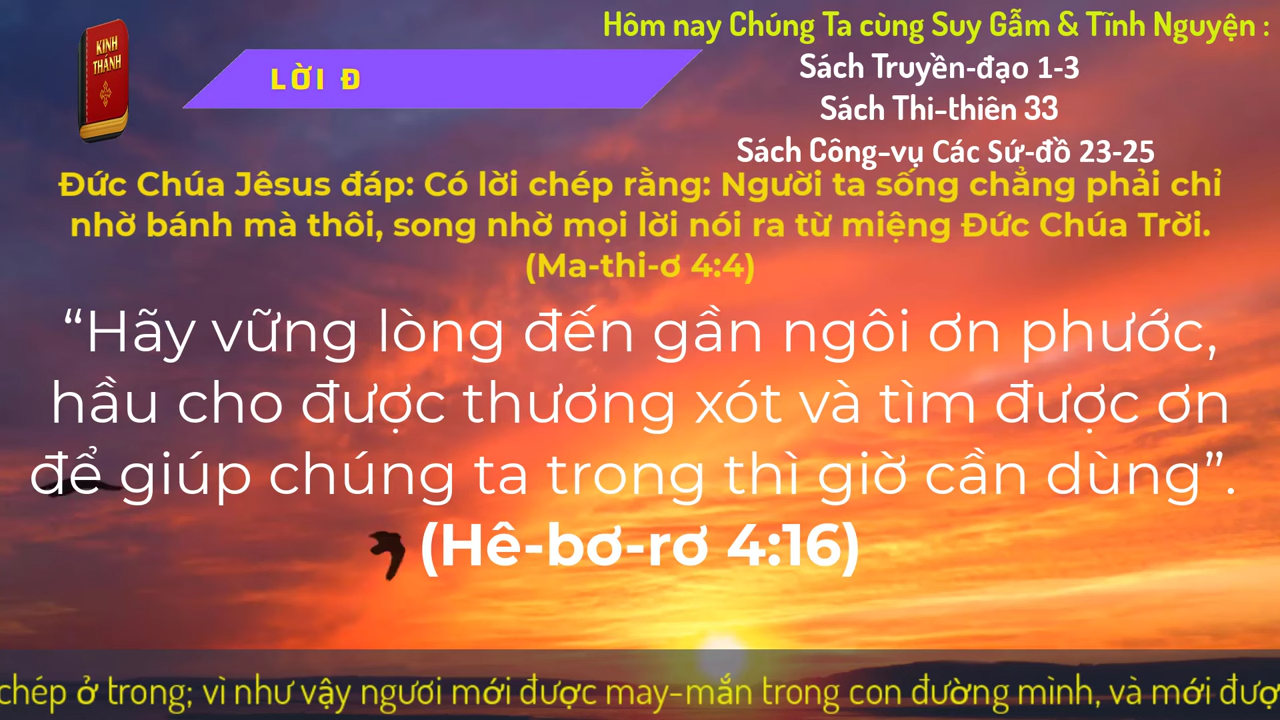 Hôm nay Chúng Ta cùng Suy Gẫm & Tĩnh Nguyện :
KINH
THÁNH
LỜI Đ
Sách Truyền-đạo 1-3
Sách Thi-thiên 33
Sách Công-vụ Các Sứ-đồ 23-25
Đức Chúa Jêsus đáp: Có lời chép rằng: Người ta sống chẳng phải chỉ
nhờ bánh mà thôi, song nhờ mọi lời nói ra từ miệng Đức Chúa Trời.
(Ma-thi-ơ 4:4)
“Hãy vững lòng đến gần ngôi ơn phước,
hầu cho được thương xót và tìm được ơn
để giúp chúng ta trong thì giờ cần dùng”.
(Hê-bơ-rơ 4:16)
chép ở trong; vì như vậy ngươi mới được may-mắn trong con đường mình, và mới đượ